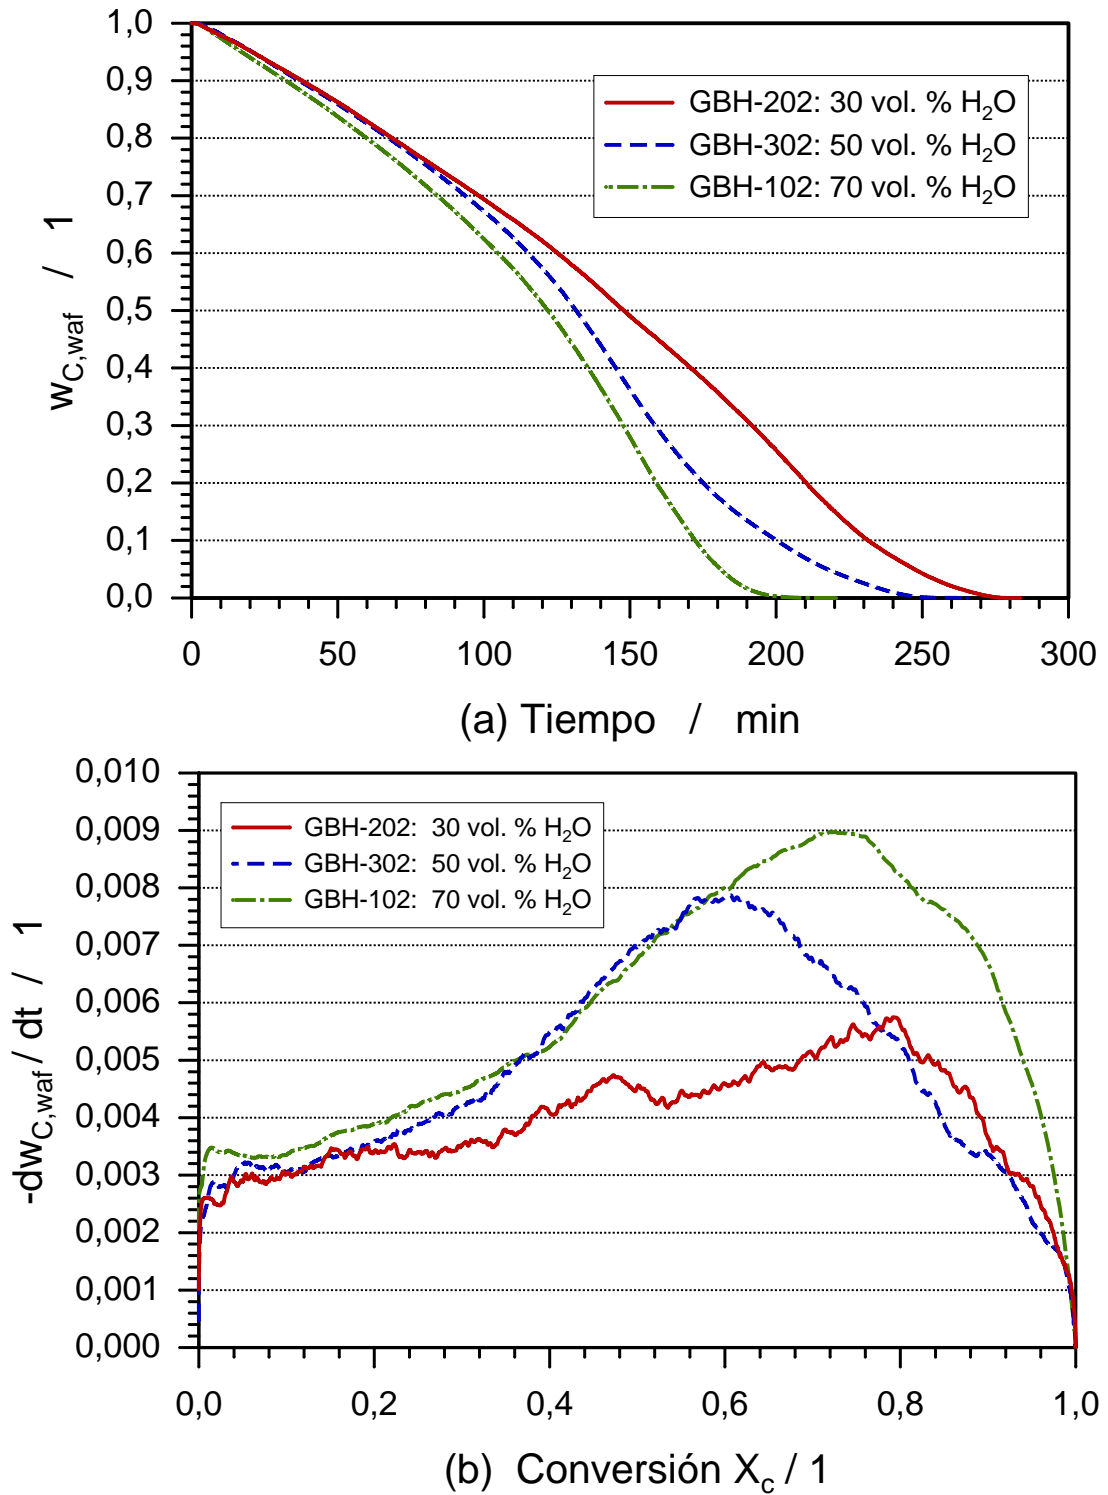 1,0
0,9
0,8
0,7
0,6
0,5
0,4
0,3
0,2
0,1
0,0
w_C,waf / 1
GBH-202: 30 vol. % H₂O
GBH-302: 50 vol. % H₂O
GBH-102: 70 vol. % H₂O
0 50 100 150 200 250 300
(a) Tiempo / min
0,010
0,009
0,008
0,007
0,006
0,005
0,004
0,003
0,002
0,001
0,000
-dw_C,waf / dt / 1
GBH-202: 30 vol. % H₂O
GBH-302: 50 vol. % H₂O
GBH-102: 70 vol. % H₂O
0,0 0,2 0,4 0,6 0,8 1,0
(b) Conversión X_c / 1